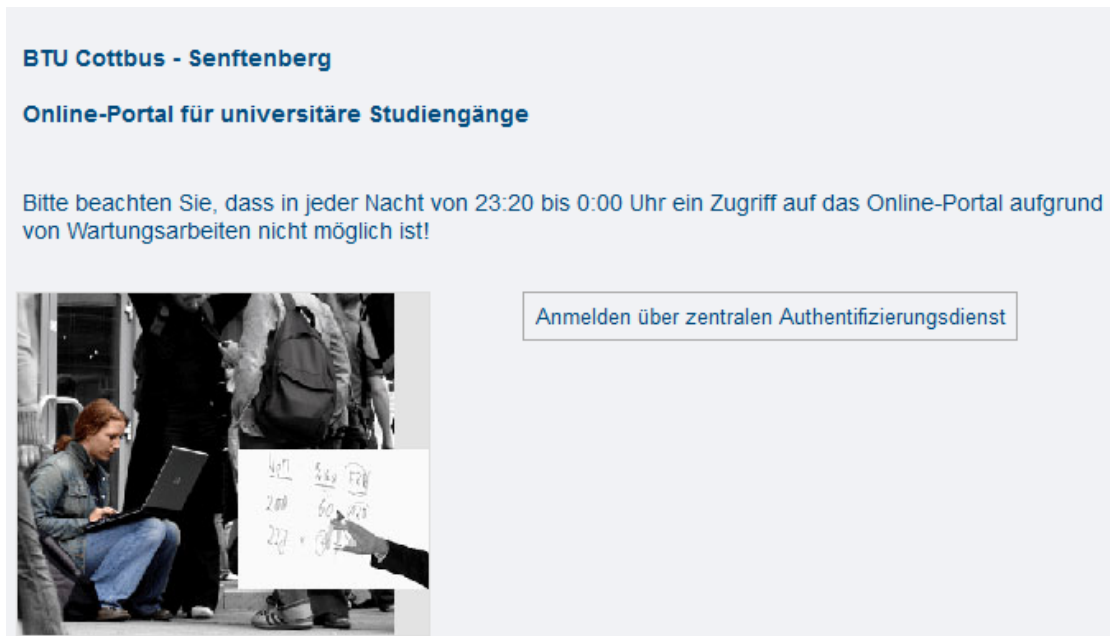 BTU Cottbus - Senftenberg
Online-Portal für universitäre Studiengänge
Bitte beachten Sie, dass in jeder Nacht von 23:20 bis 0:00 Uhr ein Zugriff auf das Online-Portal aufgrund
von Wartungsarbeiten nicht möglich ist!
Anmelden über zentralen Authentifizierungsdienst
200
60